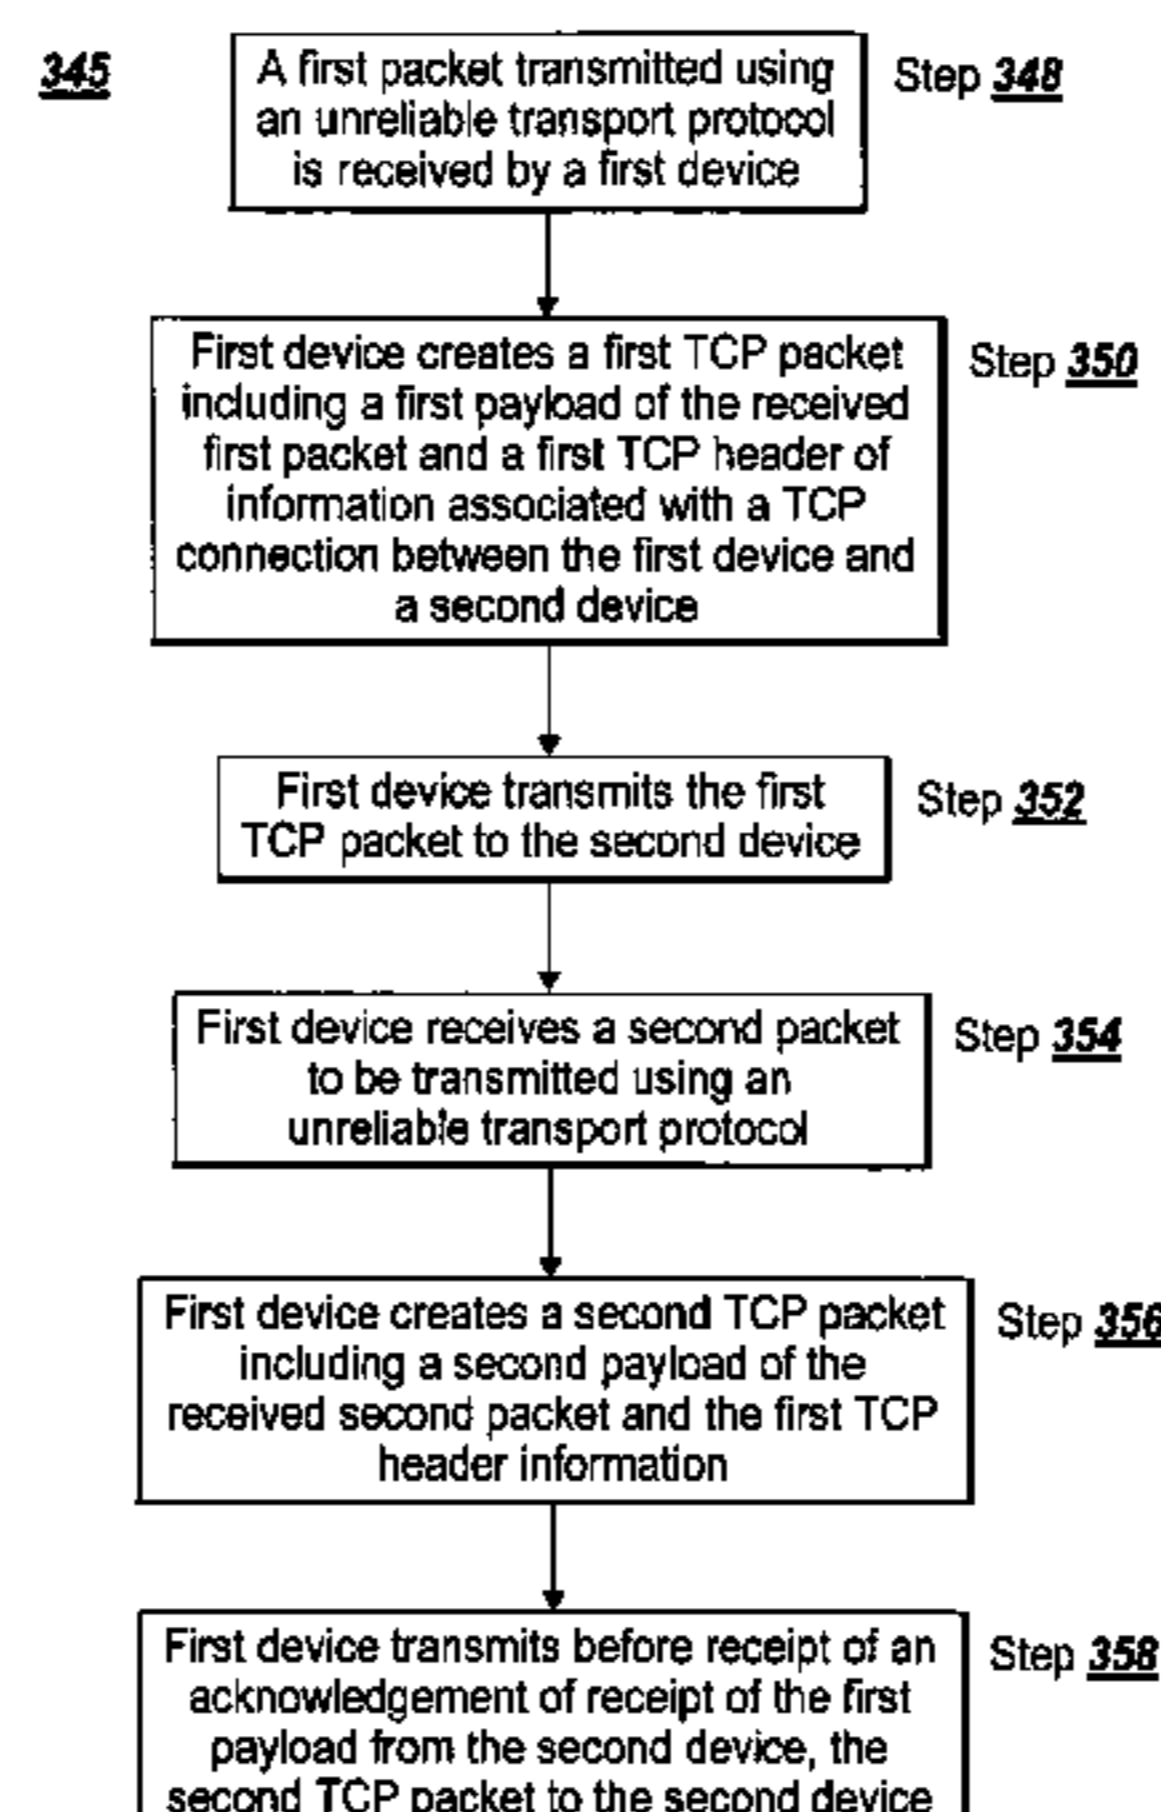 345
A first packet transmitted using
an unreliable transport protocol
is received by a first device
Step 348
First device creates a first TCP packet
including a first payload of the received
first packet and a first TCP header of
information associated with a TCP
connection between the first device and
a second device
Step 350
First device transmits the first
TCP packet to the second device
Step 352
First device receives a second packet
to be transmitted using an
unreliable transport protocol
Step 354
First device creates a second TCP packet
including a second payload of the
received second packet and the first TCP
header information
Step 356
First device transmits before receipt of an
acknowledgement of receipt of the first
payload from the second device, the
second TCP packet to the second device
Step 358